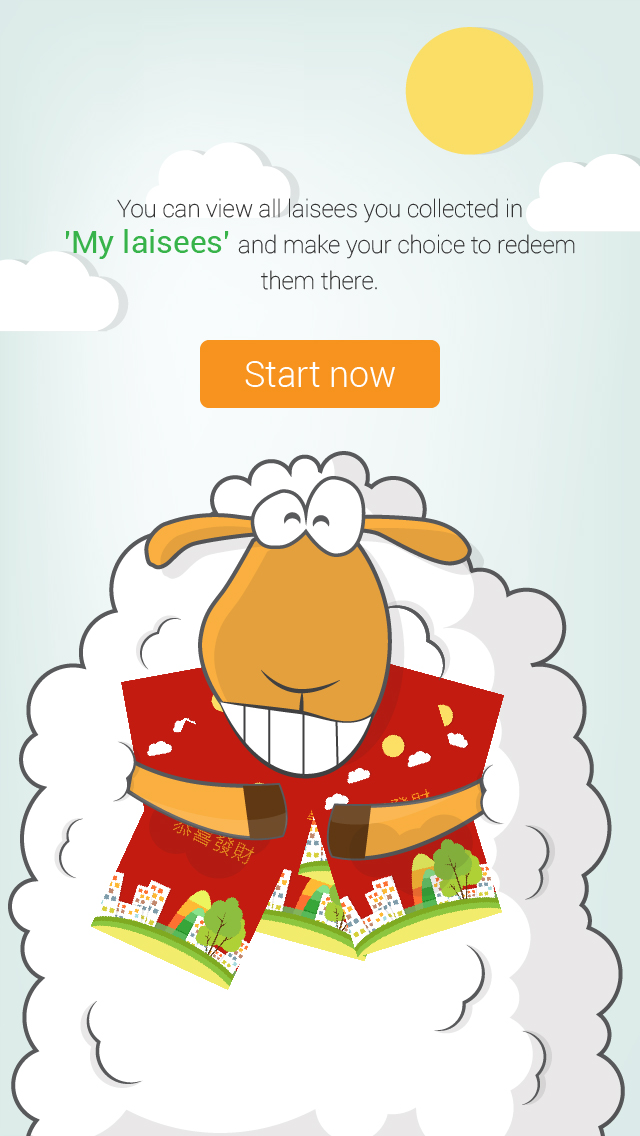 You can view all laisees you collected in
'My laisees' and make your choice to redeem
them there.
Start now
恭喜發財